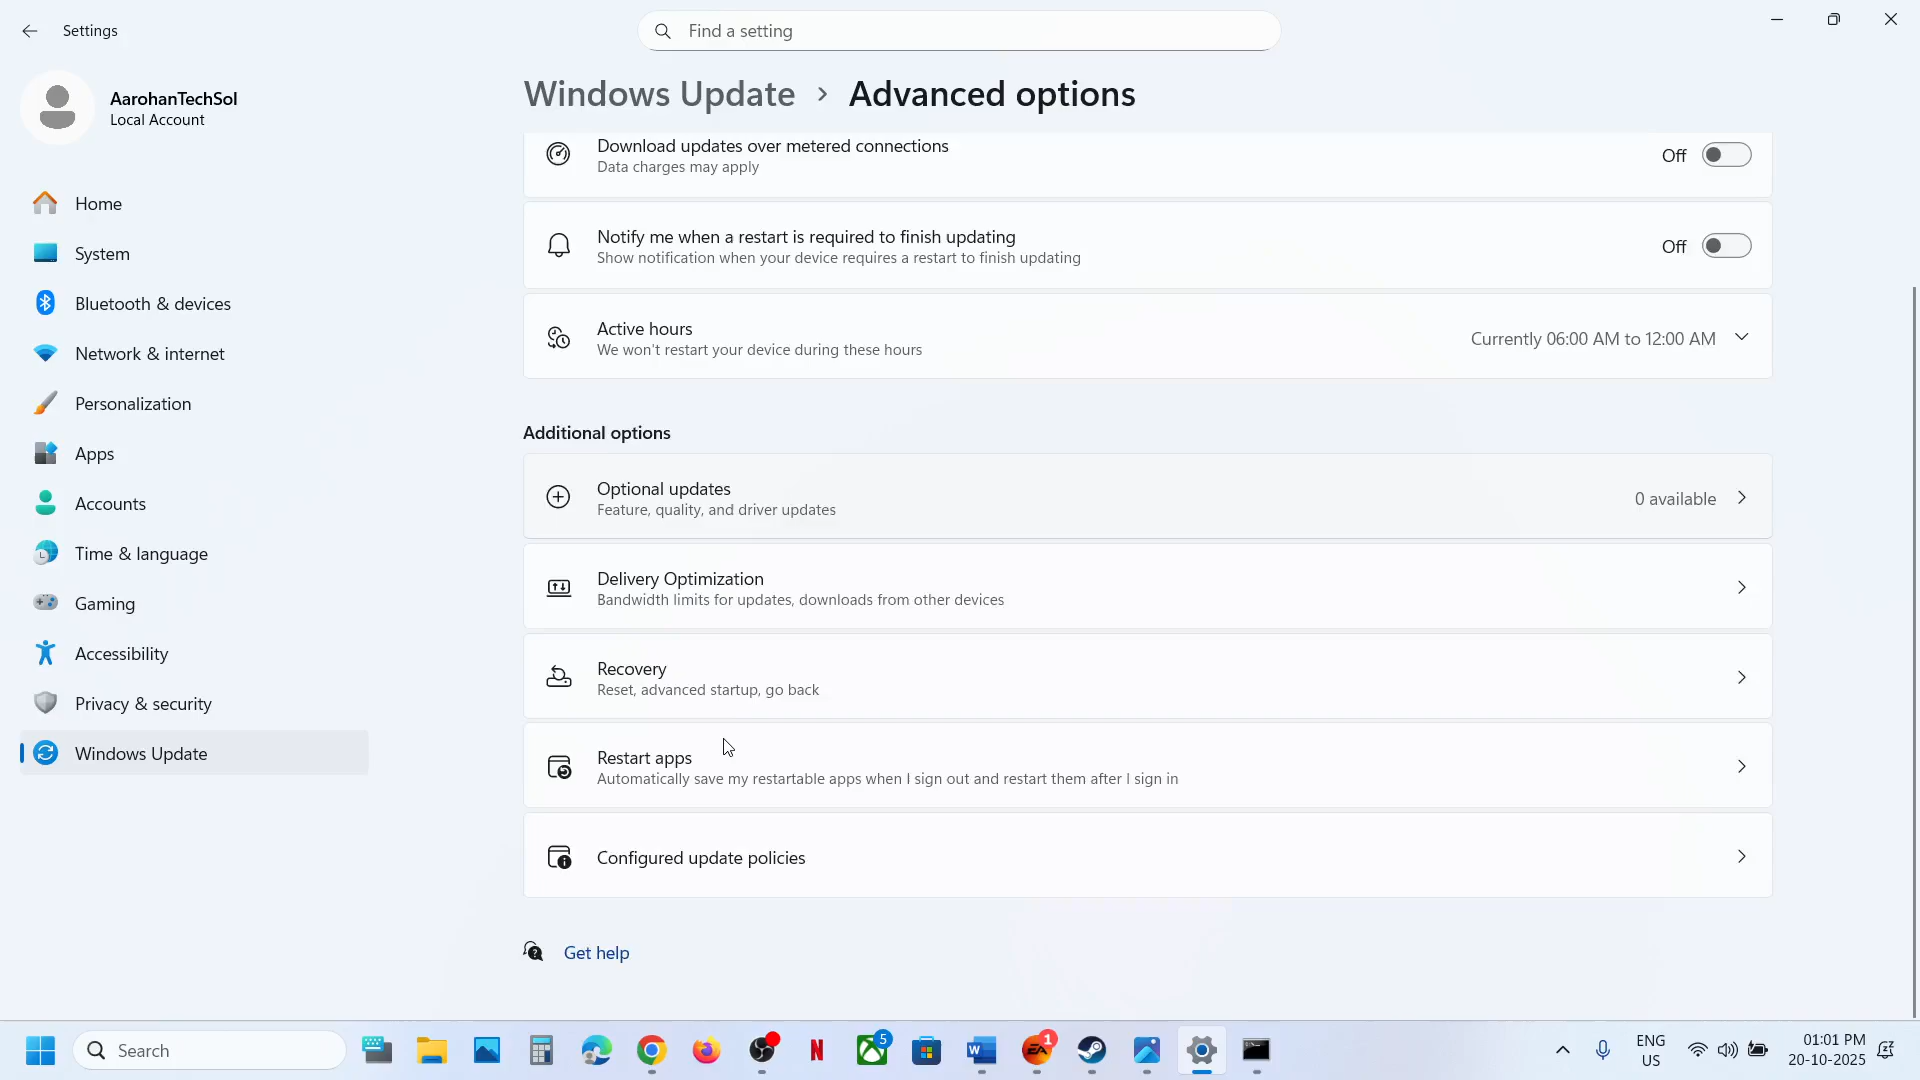 Settings
Find a setting
AarohanTechSol
Local Account
Home
System
Bluetooth & devices
Network & internet
Personalization
Apps
Accounts
Time & language
Gaming
Accessibility
Privacy & security
Windows Update
Windows Update > Advanced options
Download updates over metered connections
Data charges may apply
Off
Notify me when a restart is required to finish updating
Show notification when your device requires a restart to finish updating
Off
Active hours
We won't restart your device during these hours
Currently 06:00 AM to 12:00 AM
Additional options
Optional updates
Feature, quality, and driver updates
0 available
Delivery Optimization
Bandwidth limits for updates, downloads from other devices
Recovery
Reset, advanced startup, go back
Restart apps
Automatically save my restartable apps when I sign out and restart them after I sign in
Configured update policies
Get help
Search
N
5
W
EA
1
ENG
US
01:01 PM
20-10-2025